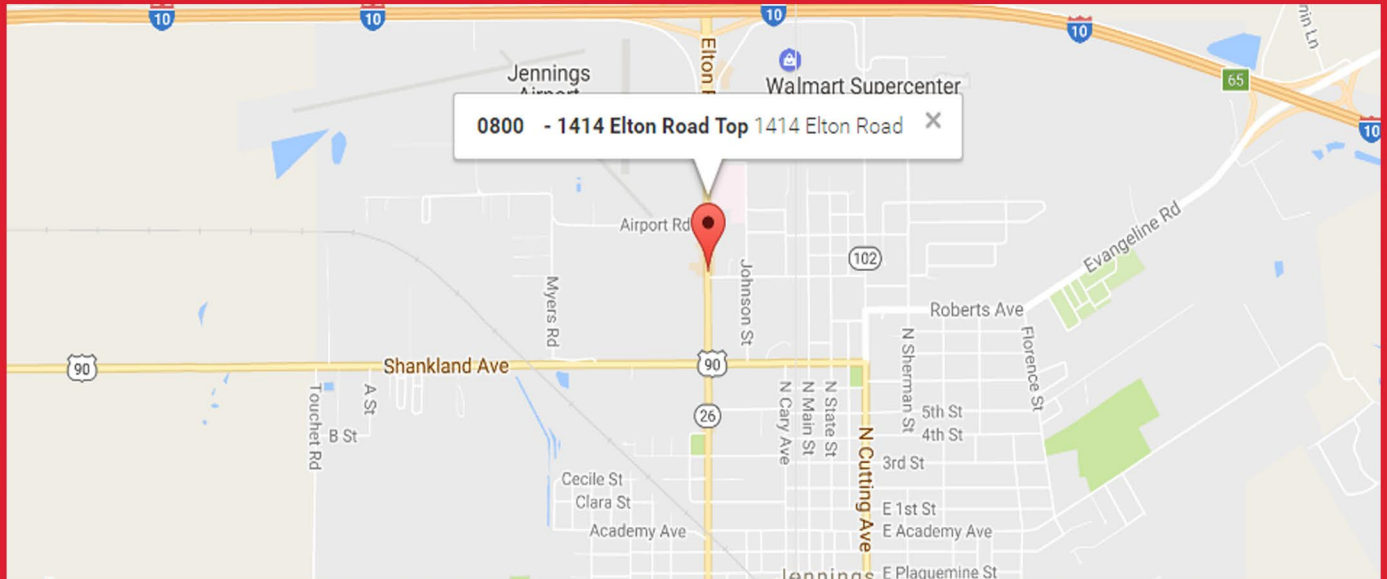 10
10
10
10
nin Ln
Elton R
Jennings
Airport
Walmart Supercenter
65
10
0800 - 1414 Elton Road Top 1414 Elton Road ×
Airport Rd
Evangeline Rd
102
Johnson St
Myers Rd
Roberts Ave
N Sherman St
Florence St
90
Shankland Ave
90
Touchet Rd
A St
N Cary Ave
N Main St
N State St
26
5th St
B St
4th St
N Cutting Ave
3rd St
Cecile St
Clara St
E 1st St
Academy Ave
E Academy Ave
Jennings
E Plaquemine St